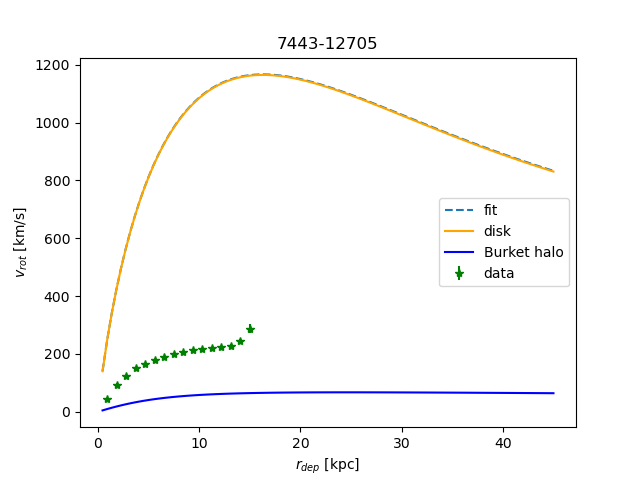 7443-12705
1200
1000
800
600
400
200
0
v_rot [km/s]
fit
disk
Burket halo
data
0 10 20 30 40
r_dep [kpc]